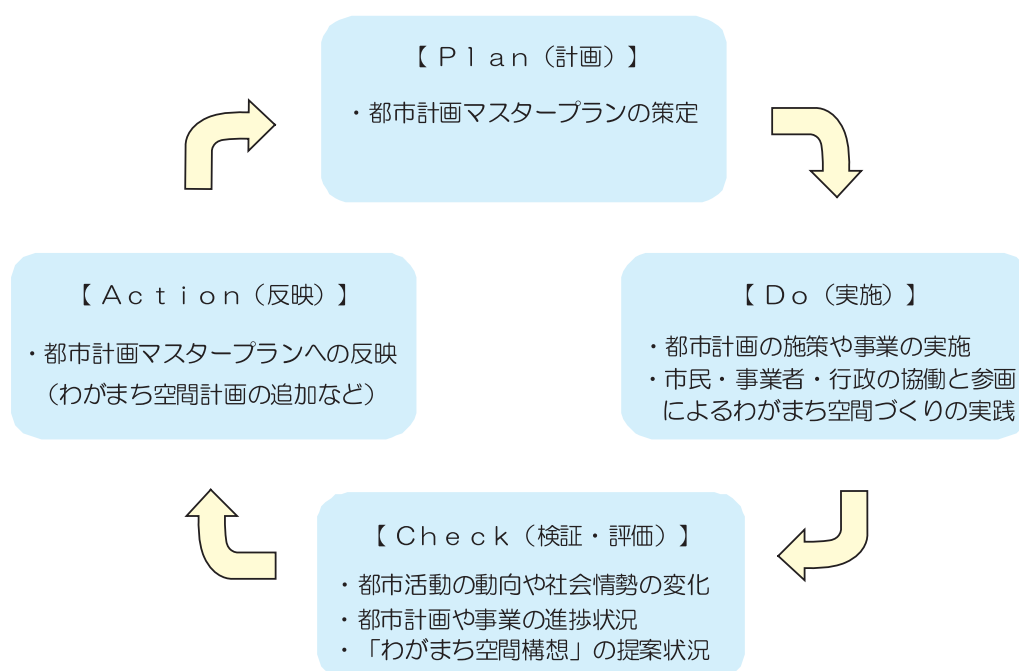 【Ｐｌａｎ（計画）】
・都市計画マスタープランの策定
【Ａｃｔｉｏｎ（反映）】
・都市計画マスタープランへの反映
（わがまち空間計画の追加など）
【Ｄｏ（実施）】
・都市計画の施策や事業の実施
・市民・事業者・行政の協働と参画
によるわがまち空間づくりの実践
【Ｃｈｅｃｋ（検証・評価）】
・都市活動の動向や社会情勢の変化
・都市計画や事業の進捗状況
・「わがまち空間構想」の提案状況